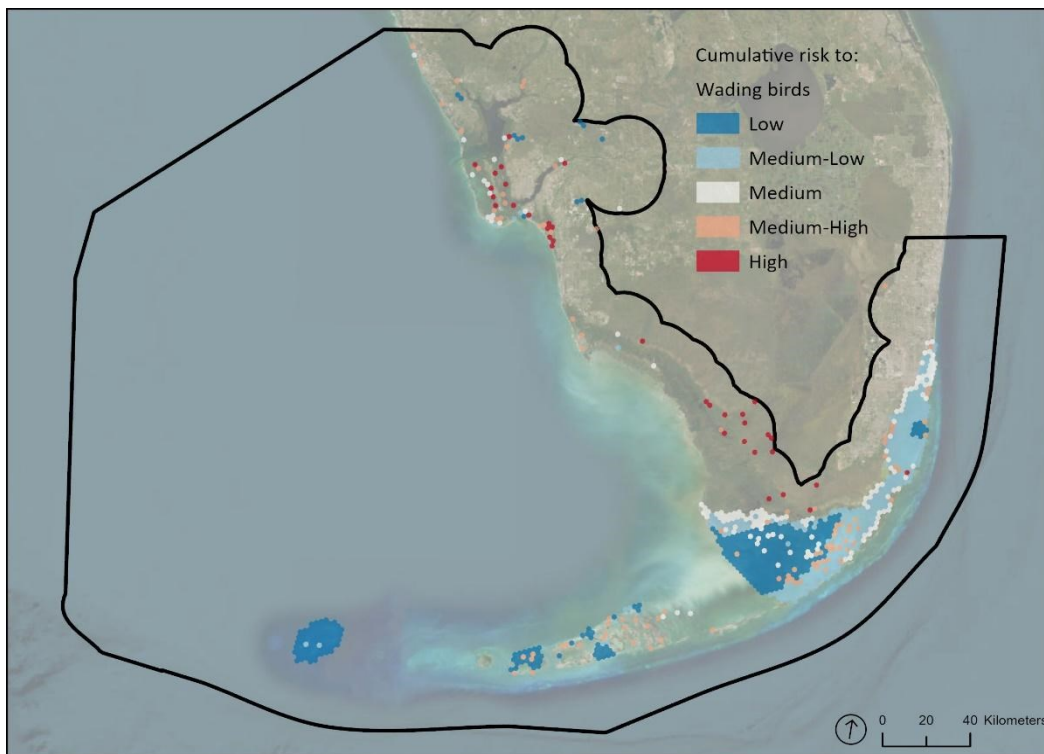 Cumulative risk to:
Wading birds
Low
Medium-Low
Medium
Medium-High
High
0 20 40 Kilometers